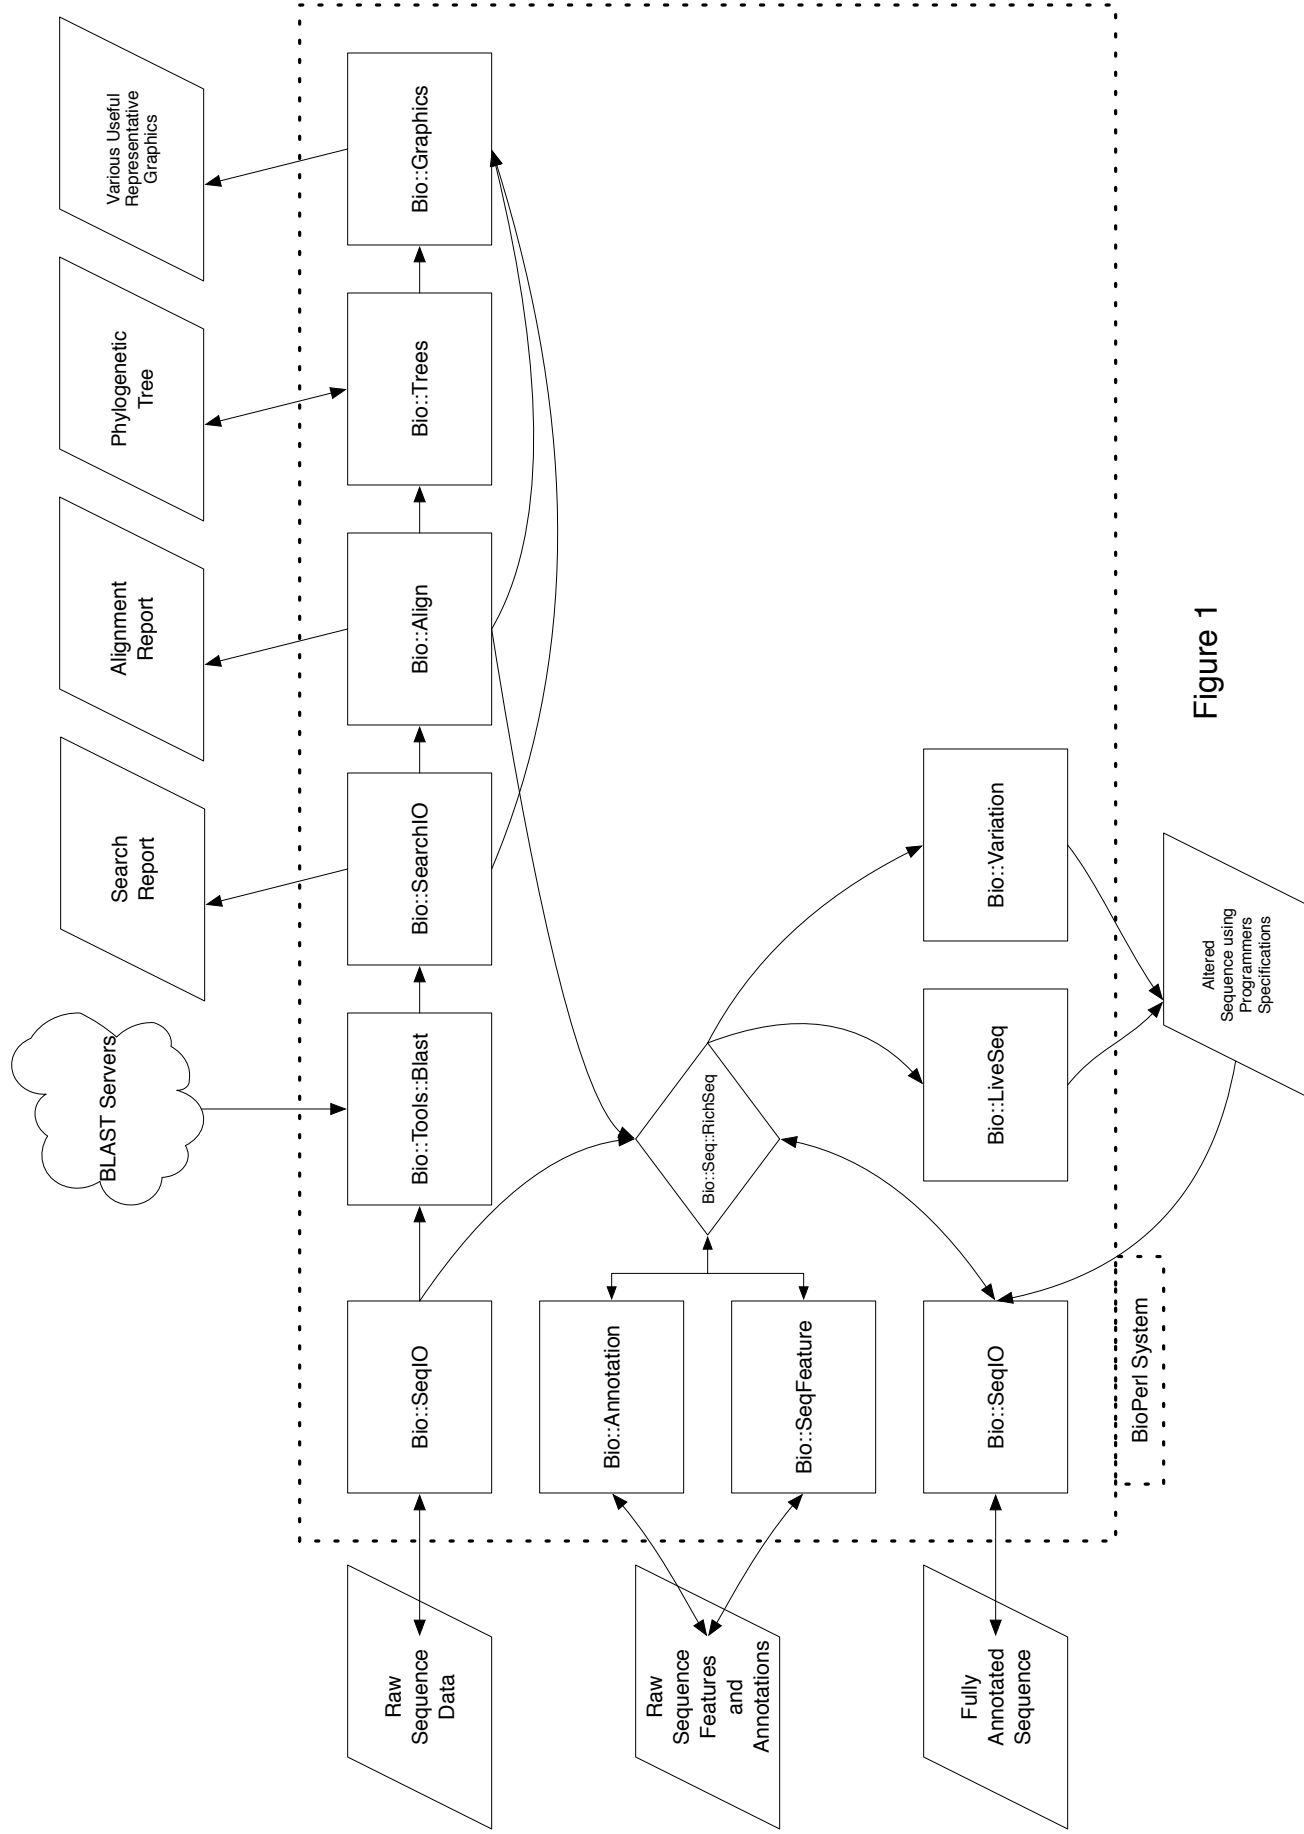 BLAST Servers
Search
Report
Alignment
Report
Phylogenetic
Tree
Various Useful
Representative
Graphics
Raw
Sequence
Data
Bio::SeqIO
Bio::Tools::Blast
Bio::SearchIO
Bio::Align
Bio::Trees
Bio::Graphics
Raw
Sequence
Features
and
Annotations
Bio::Annotation
Bio::SeqFeature
Bio::Seq::RichSeq
Fully
Annotated
Sequence
Bio::SeqIO
Bio::LiveSeq
Bio::Variation
BioPerl System
Altered
Sequence using
Programmers
Specifications
Figure 1